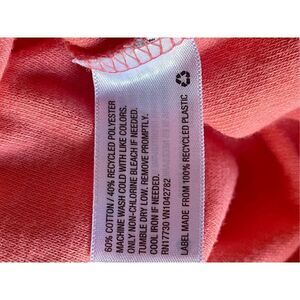 60% COTTON / 40% RECYCLED POLYESTER
MACHINE WASH COLD WITH LIKE COLORS.
ONLY NON-CHLORINE BLEACH IF NEEDED.
TUMBLE DRY LOW. REMOVE PROMPTLY.
COOL IRON IF NEEDED.
RN17730 VN1042782
LABEL MADE FROM 100% RECYCLED PLASTIC